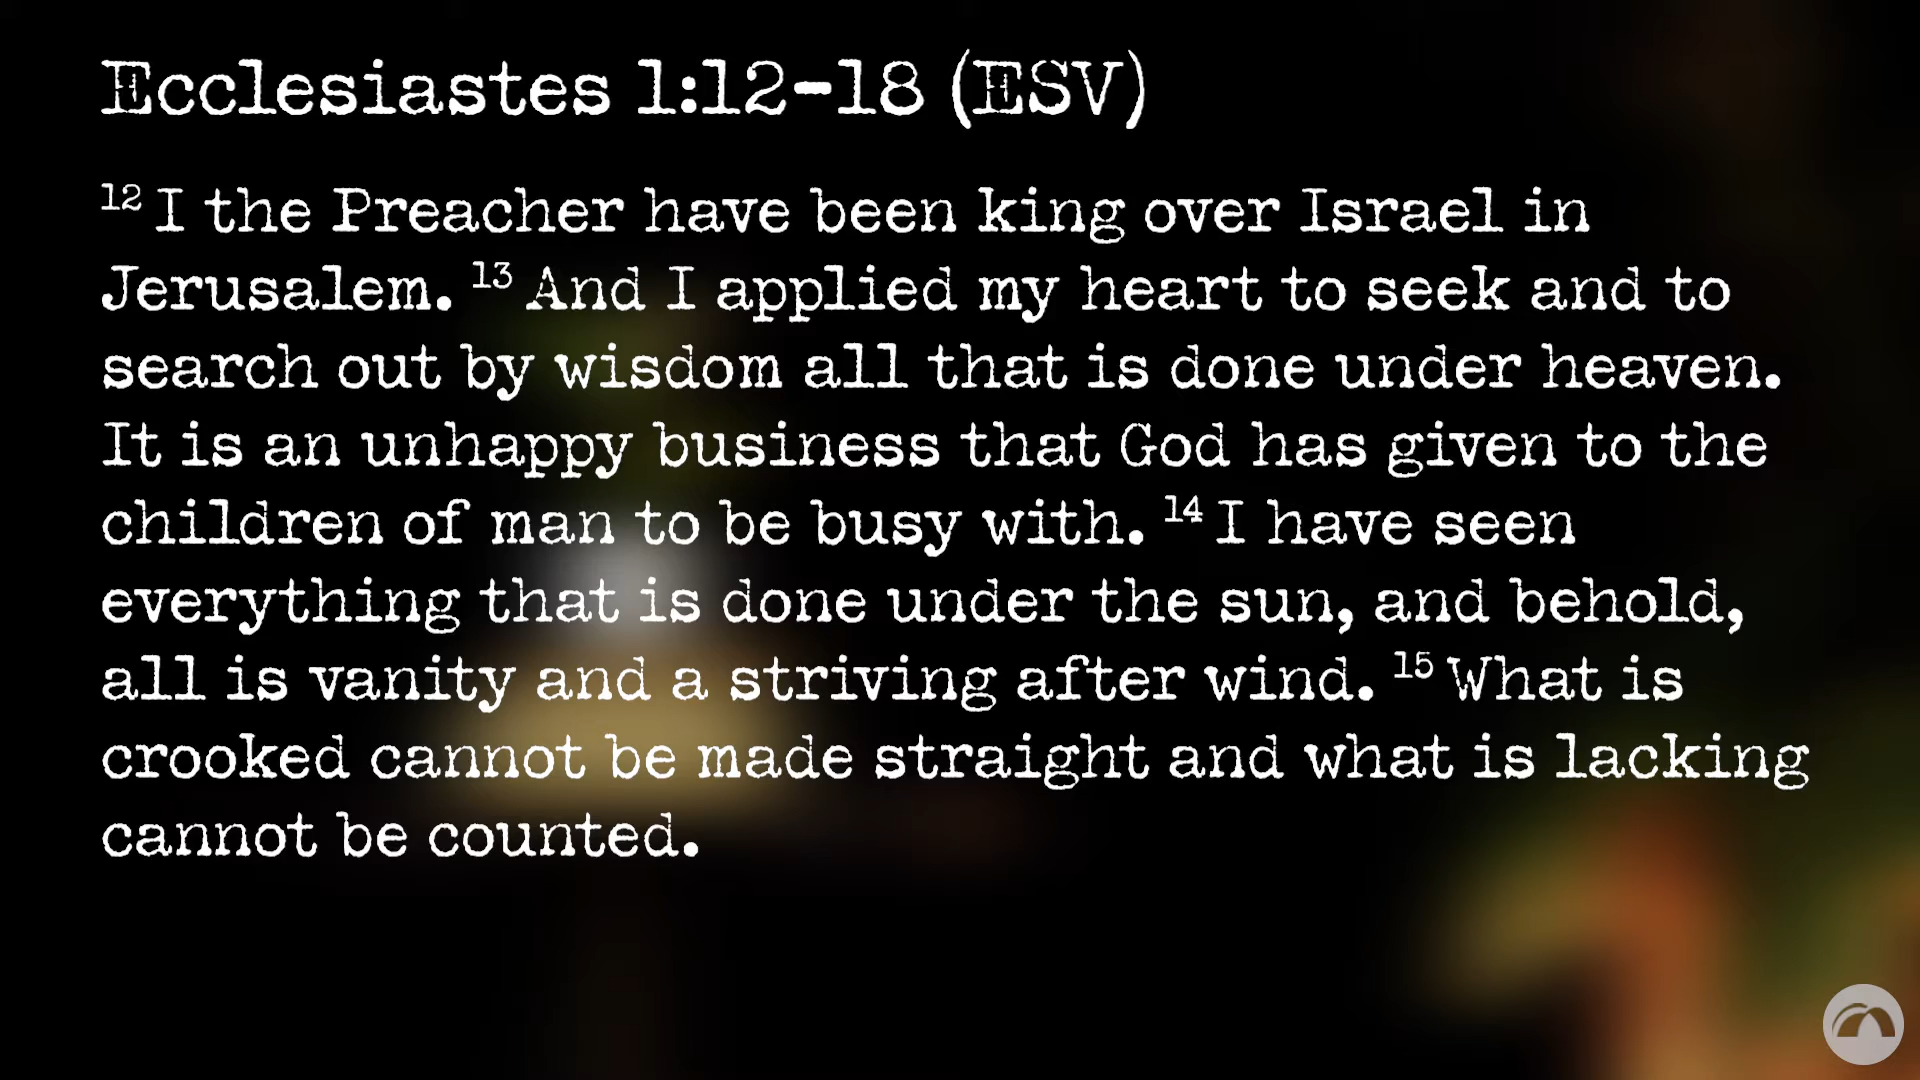 Ecclesiastes 1:12-18 (ESV)
12 I the Preacher have been king over Israel in
Jerusalem. 13 And I applied my heart to seek and to
search out by wisdom all that is done under heaven.
It is an unhappy business that God has given to the
children of man to be busy with. 14 I have seen
everything that is done under the sun, and behold,
all is vanity and a striving after wind. 15 What is
crooked cannot be made straight and what is lacking
cannot be counted.